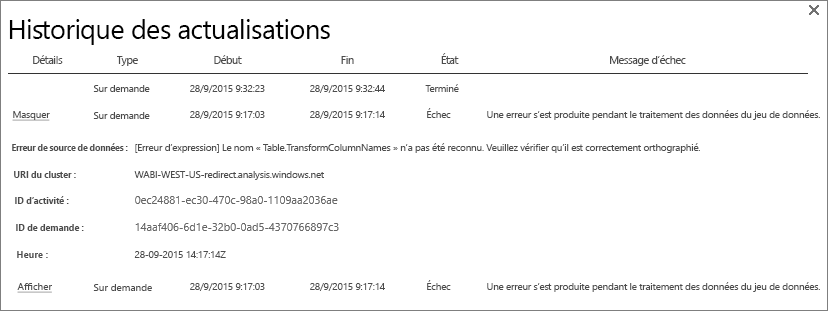 Historique des actualisations
Détails Type Début Fin État Message d'échec
Sur demande 28/9/2015 9:32:23 28/9/2015 9:32:44 Terminé
Masquer Sur demande 28/9/2015 9:17:03 28/9/2015 9:17:14 Échec Une erreur s'est produite pendant le traitement des données du jeu de données.
Erreur de source de données : [Erreur d'expression] Le nom « Table.TransformColumnNames » n'a pas été reconnu. Veuillez vérifier qu'il est correctement orthographié.
URI du cluster : WABI-WEST-US-redirect.analysis.windows.net
ID d'activité : 0ec24881-ec30-470c-98a0-1109aa2036ae
ID de demande : 14aaf406-6d1e-32b0-0ad5-4370766897c3
Heure : 28-09-2015 14:17:14Z
Afficher Sur demande 28/9/2015 9:17:03 28/9/2015 9:17:14 Échec Une erreur s'est produite pendant le traitement des données du jeu de données.